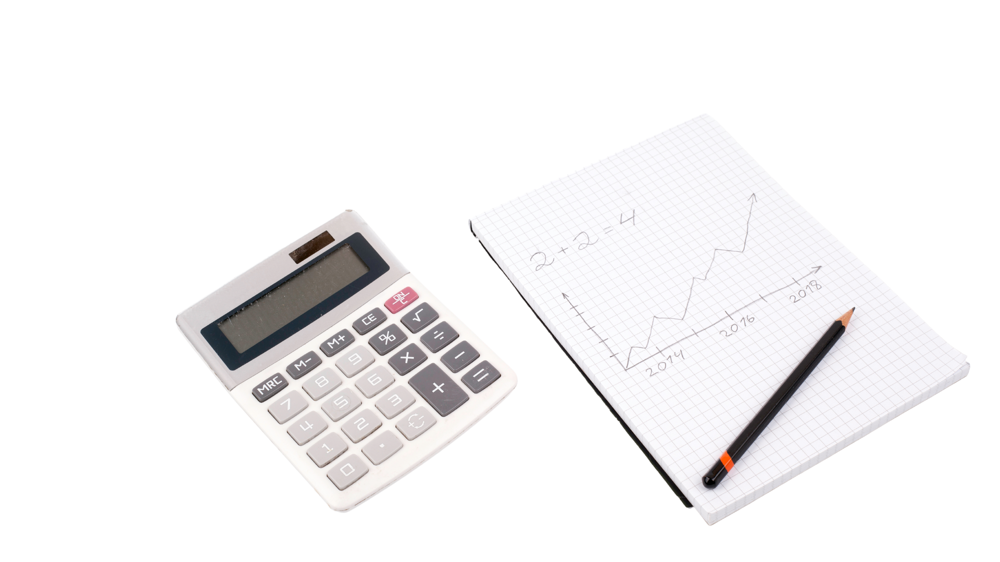 ON/C
CE √
M+ % ÷
M- 9 × -
MRC 8 6 + =
7 5 3
4 2 +-
1 .
0
2+2=4
2014 2016 2018